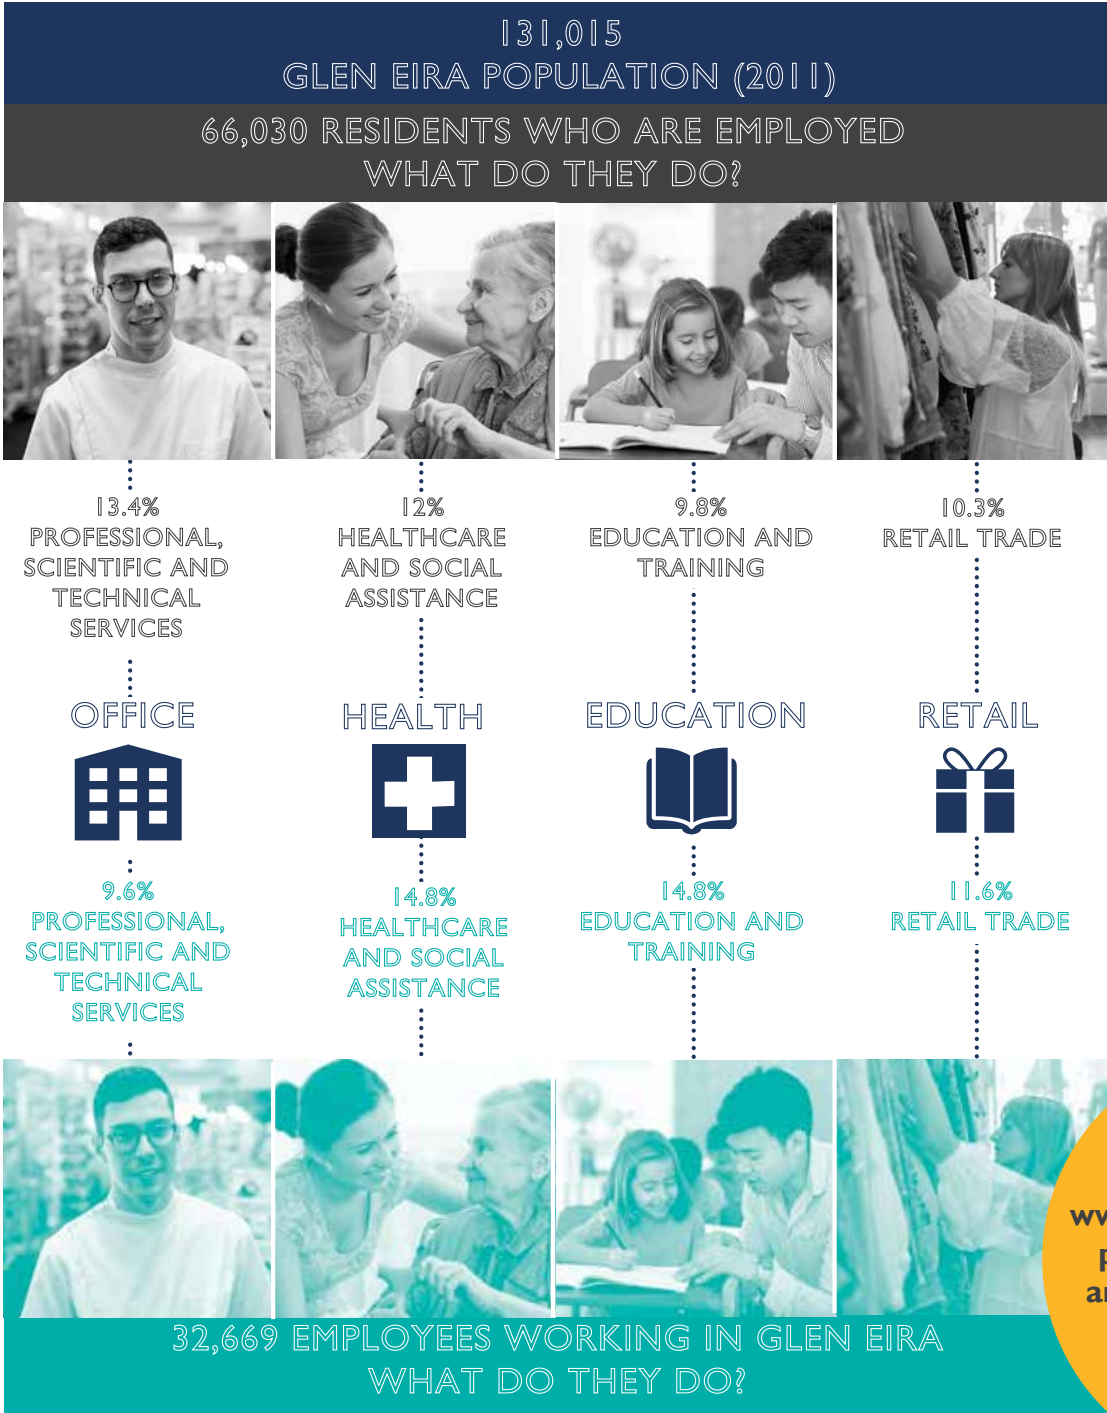 131,015
GLEN EIRA POPULATION (2011)
66,030 RESIDENTS WHO ARE EMPLOYED
WHAT DO THEY DO?
13.4%
PROFESSIONAL,
SCIENTIFIC AND
TECHNICAL
SERVICES
12%
HEALTHCARE
AND SOCIAL
ASSISTANCE
9.8%
EDUCATION AND
TRAINING
10.3%
RETAIL TRADE
OFFICE
HEALTH
EDUCATION
RETAIL
9.6%
PROFESSIONAL,
SCIENTIFIC AND
TECHNICAL
SERVICES
14.8%
HEALTHCARE
AND SOCIAL
ASSISTANCE
14.8%
EDUCATION AND
TRAINING
11.6%
RETAIL TRADE
32,669 EMPLOYEES WORKING IN GLEN EIRA
WHAT DO THEY DO?